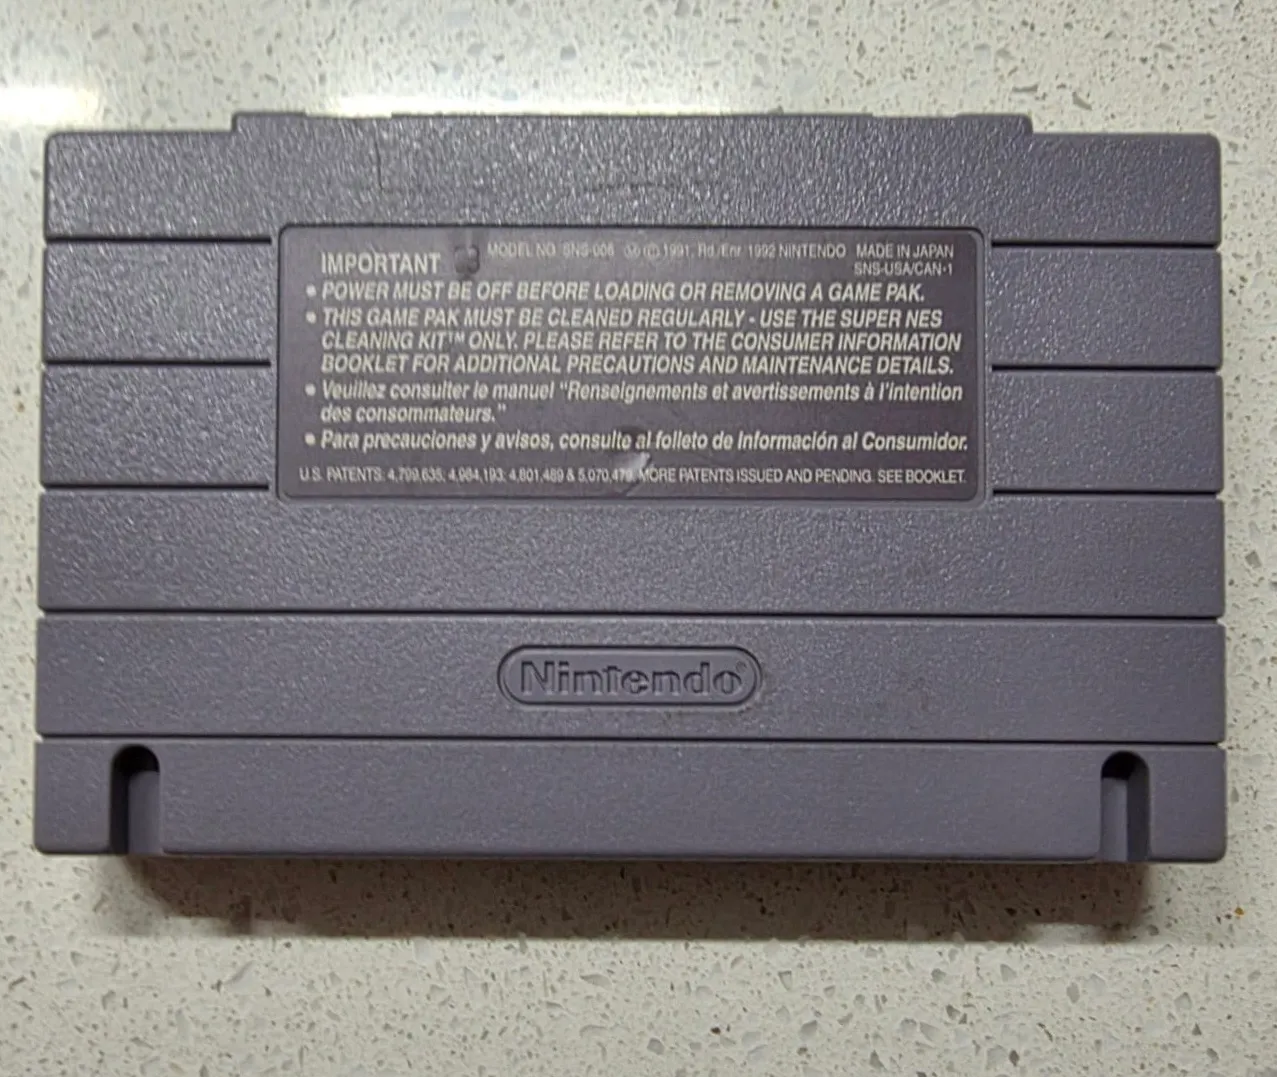 IMPORTANT
MODEL NO. SNS-006 Ⓜ Ⓒ 1991, Rd./Enr. 1992 NINTENDO MADE IN JAPAN
SNS-USA/CAN-1
• POWER MUST BE OFF BEFORE LOADING OR REMOVING A GAME PAK.
• THIS GAME PAK MUST BE CLEANED REGULARLY - USE THE SUPER NES
CLEANING KIT™ ONLY. PLEASE REFER TO THE CONSUMER INFORMATION
BOOKLET FOR ADDITIONAL PRECAUTIONS AND MAINTENANCE DETAILS.
• Veuillez consulter le manuel "Renseignements et avertissements à l'intention
des consommateurs."
• Para precauciones y avisos, consulte al folleto de Información al Consumidor.
U.S. PATENTS: 4,799,635; 4,984,193; 4,801,489 & 5,070,479. MORE PATENTS ISSUED AND PENDING. SEE BOOKLET.
Nintendo®